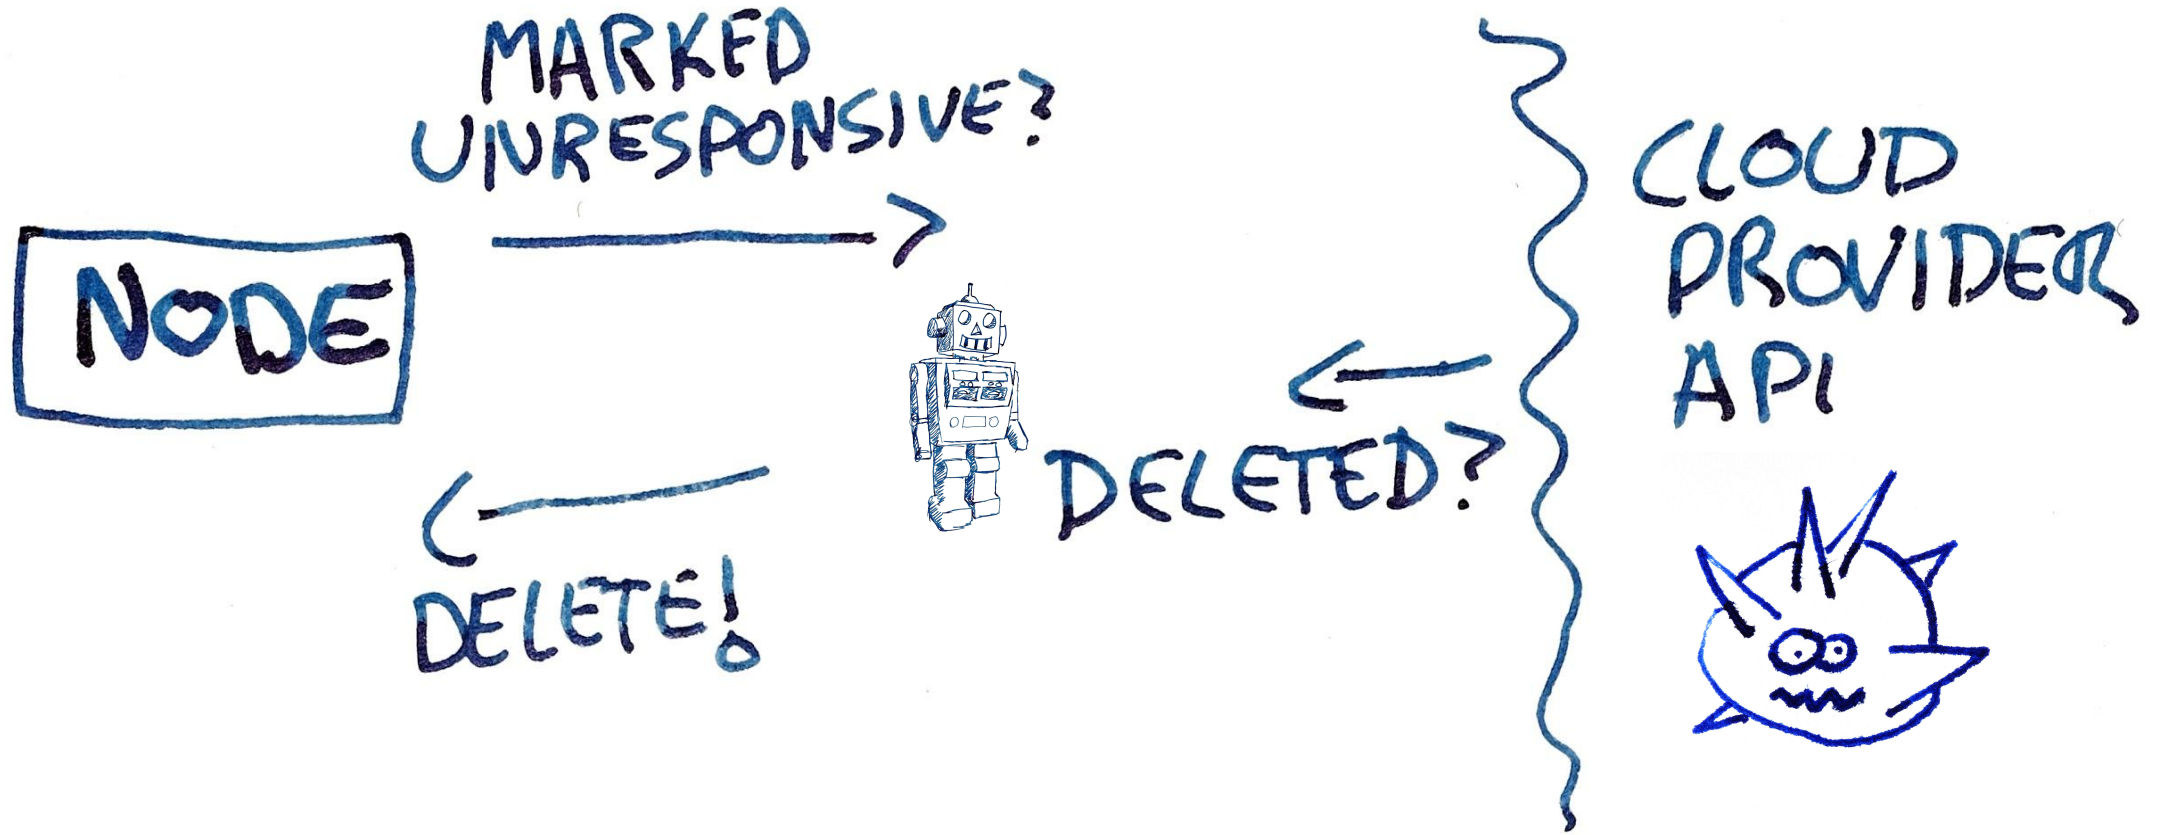 MARKED
UNRESPONSIVE?
NODE
DELETED?
DELETE!
CLOUD
PROVIDER
API